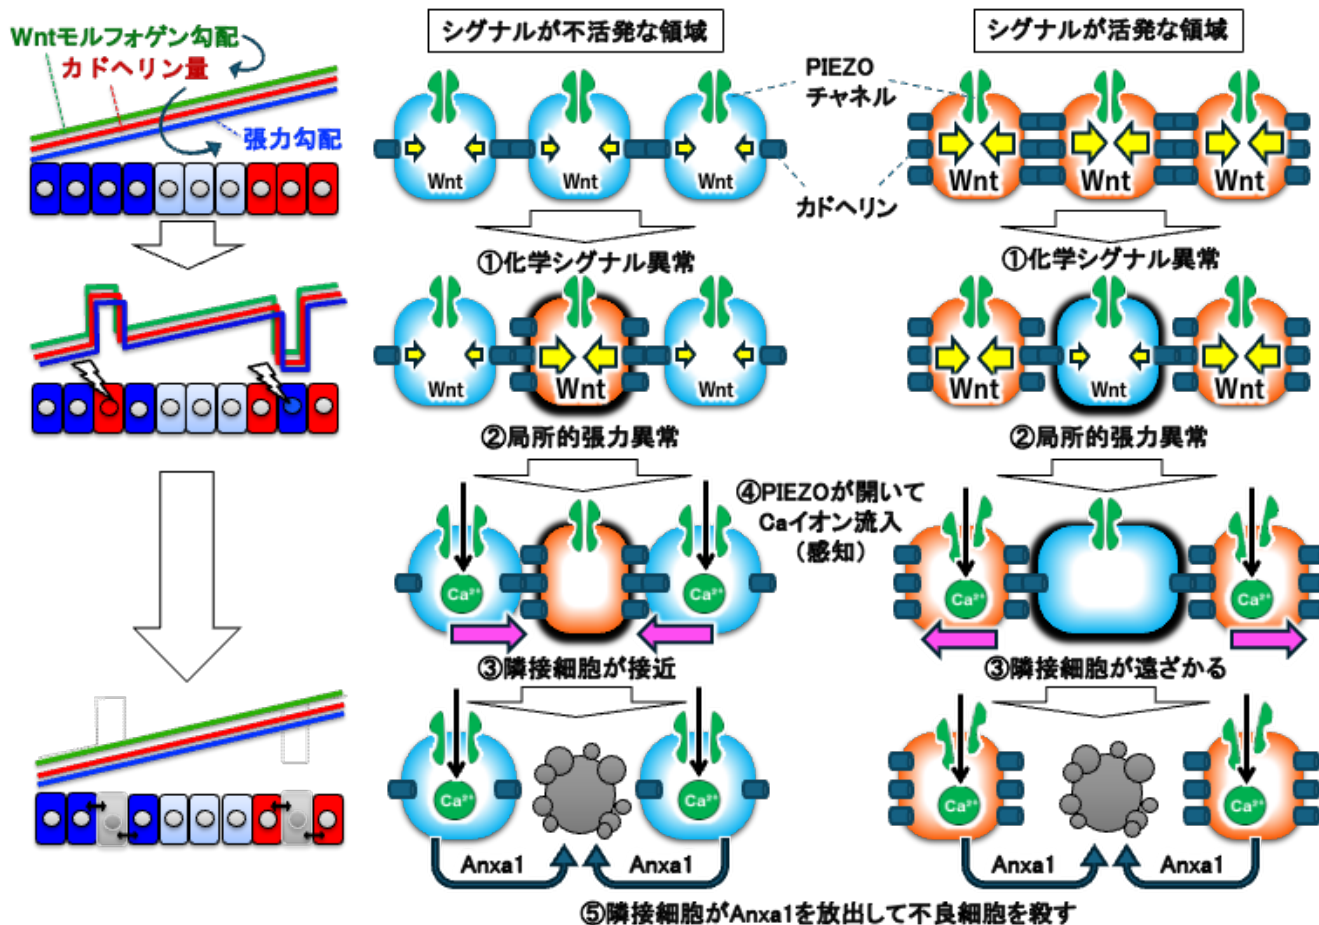 Wntモルフォゲン勾配
カドヘリン量
張力勾配
シグナルが不活発な領域
シグナルが活発な領域
PIEZO
チャネル
カドヘリン
Wnt
Wnt
Wnt
Wnt
Wnt
Wnt
①化学シグナル異常
①化学シグナル異常
Wnt
Wnt
Wnt
Wnt
Wnt
Wnt
②局所的張力異常
②局所的張力異常
④PIEZOが開いて
Caイオン流入
（感知）
Ca²⁺
Ca²⁺
Ca²⁺
Ca²⁺
③隣接細胞が接近
③隣接細胞が遠ざかる
Ca²⁺
Ca²⁺
Ca²⁺
Ca²⁺
Anxa1
Anxa1
Anxa1
Anxa1
⑤隣接細胞がAnxa1を放出して不良細胞を殺す